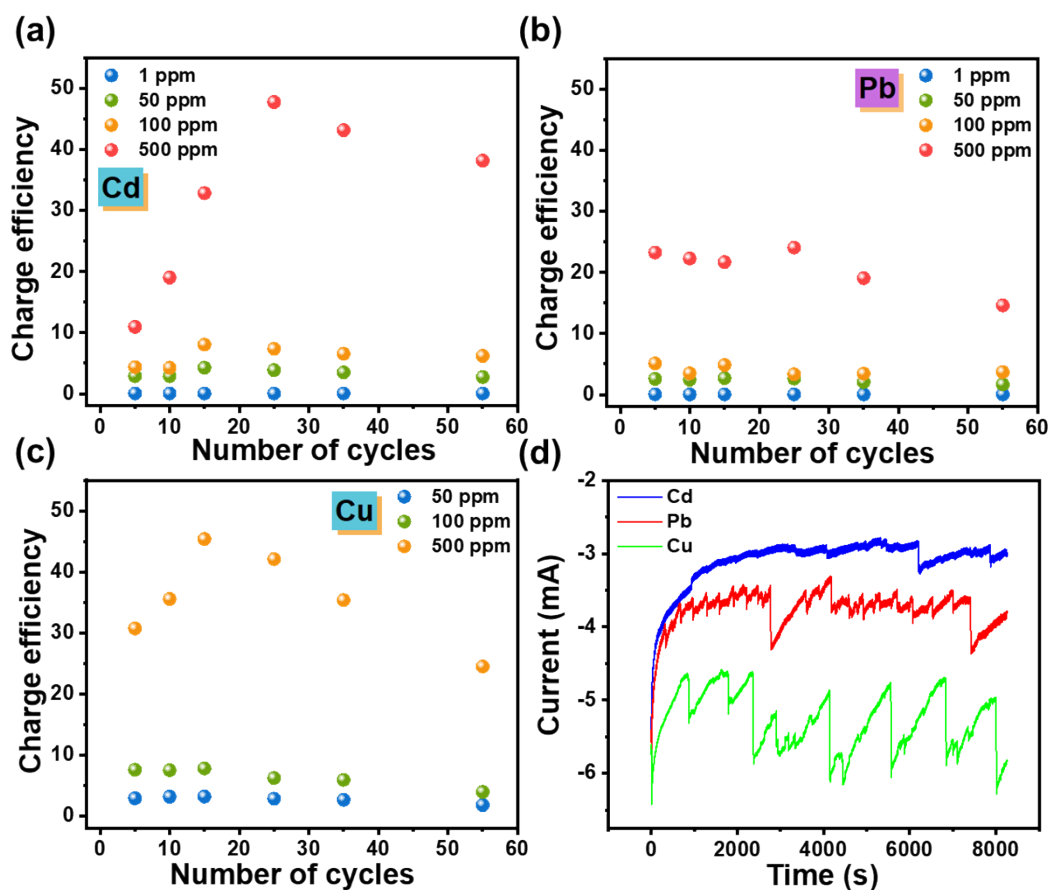 (a)
Charge efficiency
50
40
30
20
10
0
1 ppm
50 ppm
100 ppm
500 ppm
Cd
0 10 20 30 40 50 60
Number of cycles
(b)
Charge efficiency
50
40
30
20
10
0
Pb
1 ppm
50 ppm
100 ppm
500 ppm
0 10 20 30 40 50 60
Number of cycles
(c)
Charge efficiency
50
40
30
20
10
0
Cu
50 ppm
100 ppm
500 ppm
0 10 20 30 40 50 60
Number of cycles
(d)
Current (mA)
-2
-3
-4
-5
-6
Cd
Pb
Cu
0 2000 4000 6000 8000
Time (s)